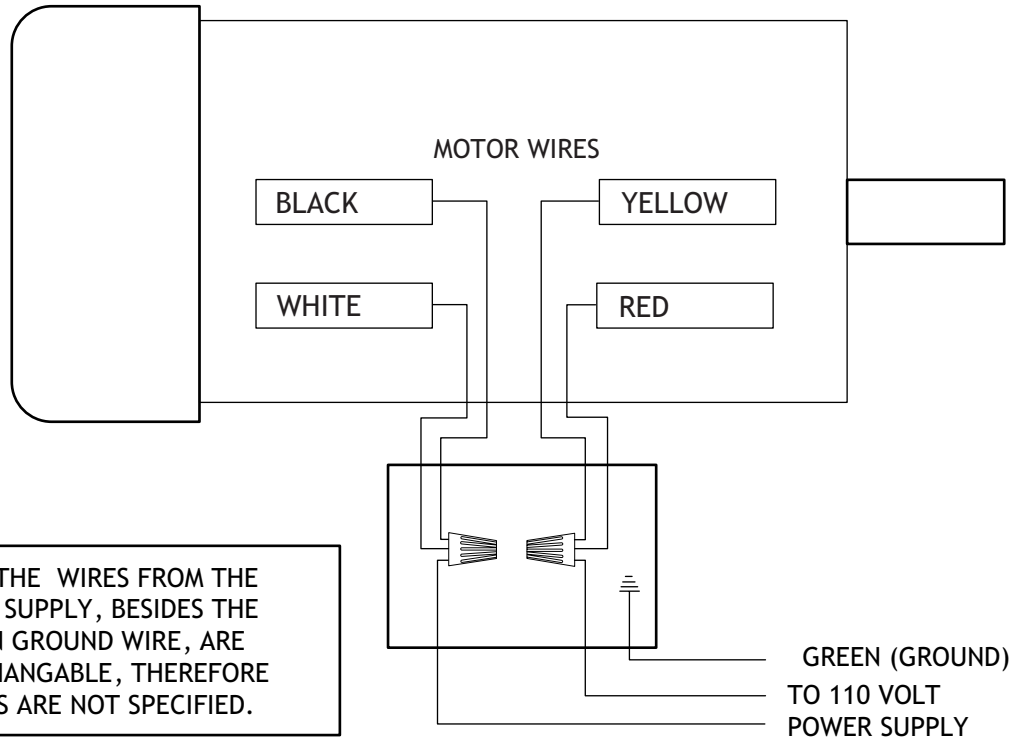 MOTOR WIRES
BLACK
YELLOW
WHITE
RED
THE WIRES FROM THE
SUPPLY, BESIDES THE
GROUND WIRE, ARE
THEREFORE
ARE NOT SPECIFIED.
GREEN (GROUND)
TO 110 VOLT
POWER SUPPLY